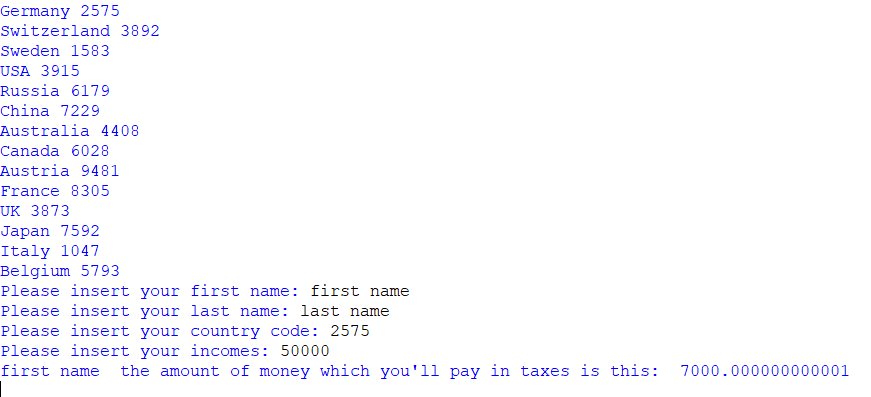 Germany 2575
Switzerland 3892
Sweden 1583
USA 3915
Russia 6179
China 7229
Australia 4408
Canada 6028
Austria 9481
France 8305
UK 3873
Japan 7592
Italy 1047
Belgium 5793
Please insert your first name: first name
Please insert your last name: last name
Please insert your country code: 2575
Please insert your incomes: 50000
first name  the amount of money which you'll pay in taxes is this:  7000.000000000001